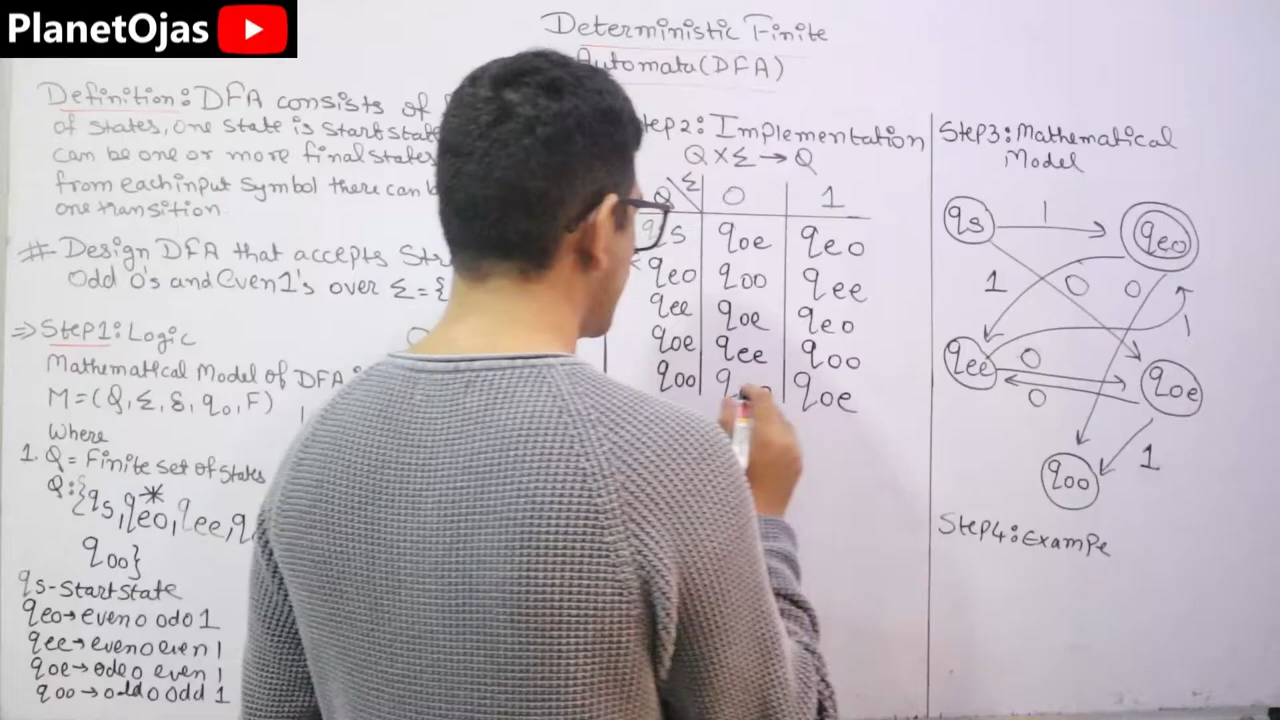 PlanetOjas
Deterministic Finite
Automata (DFA)
Definition: DFA consists of
of states, one state is start state
can be one or more final states
from each input symbol there can b
one transition.
# Design DFA that accepts Str
Odd 0's and Even 1's over Σ={
⇒ Step1: Logic
Mathematical Model of DFA:
M=(Q,Σ,δ,q0,F)
Where
1. Q = Finite set of states
Q:{qs,qeo*,qee,q
qoo}
qs-Start State
qeo→even 0 odd 1
qee→even 0 even 1
qoe→odd 0 even 1
qoo→odd 0 odd 1
Step2: Implementation
Q×Σ→Q
Q Σ 0 1
qs qoe qeo
qeo qoo qee
qee qoe qeo
qoe qee qoo
qoo q qoe
Step3: Mathematical
Model
qs 1 qeo
1 0 0
1
qee 0 qoe
0
1
qoo
Step4: Exampe